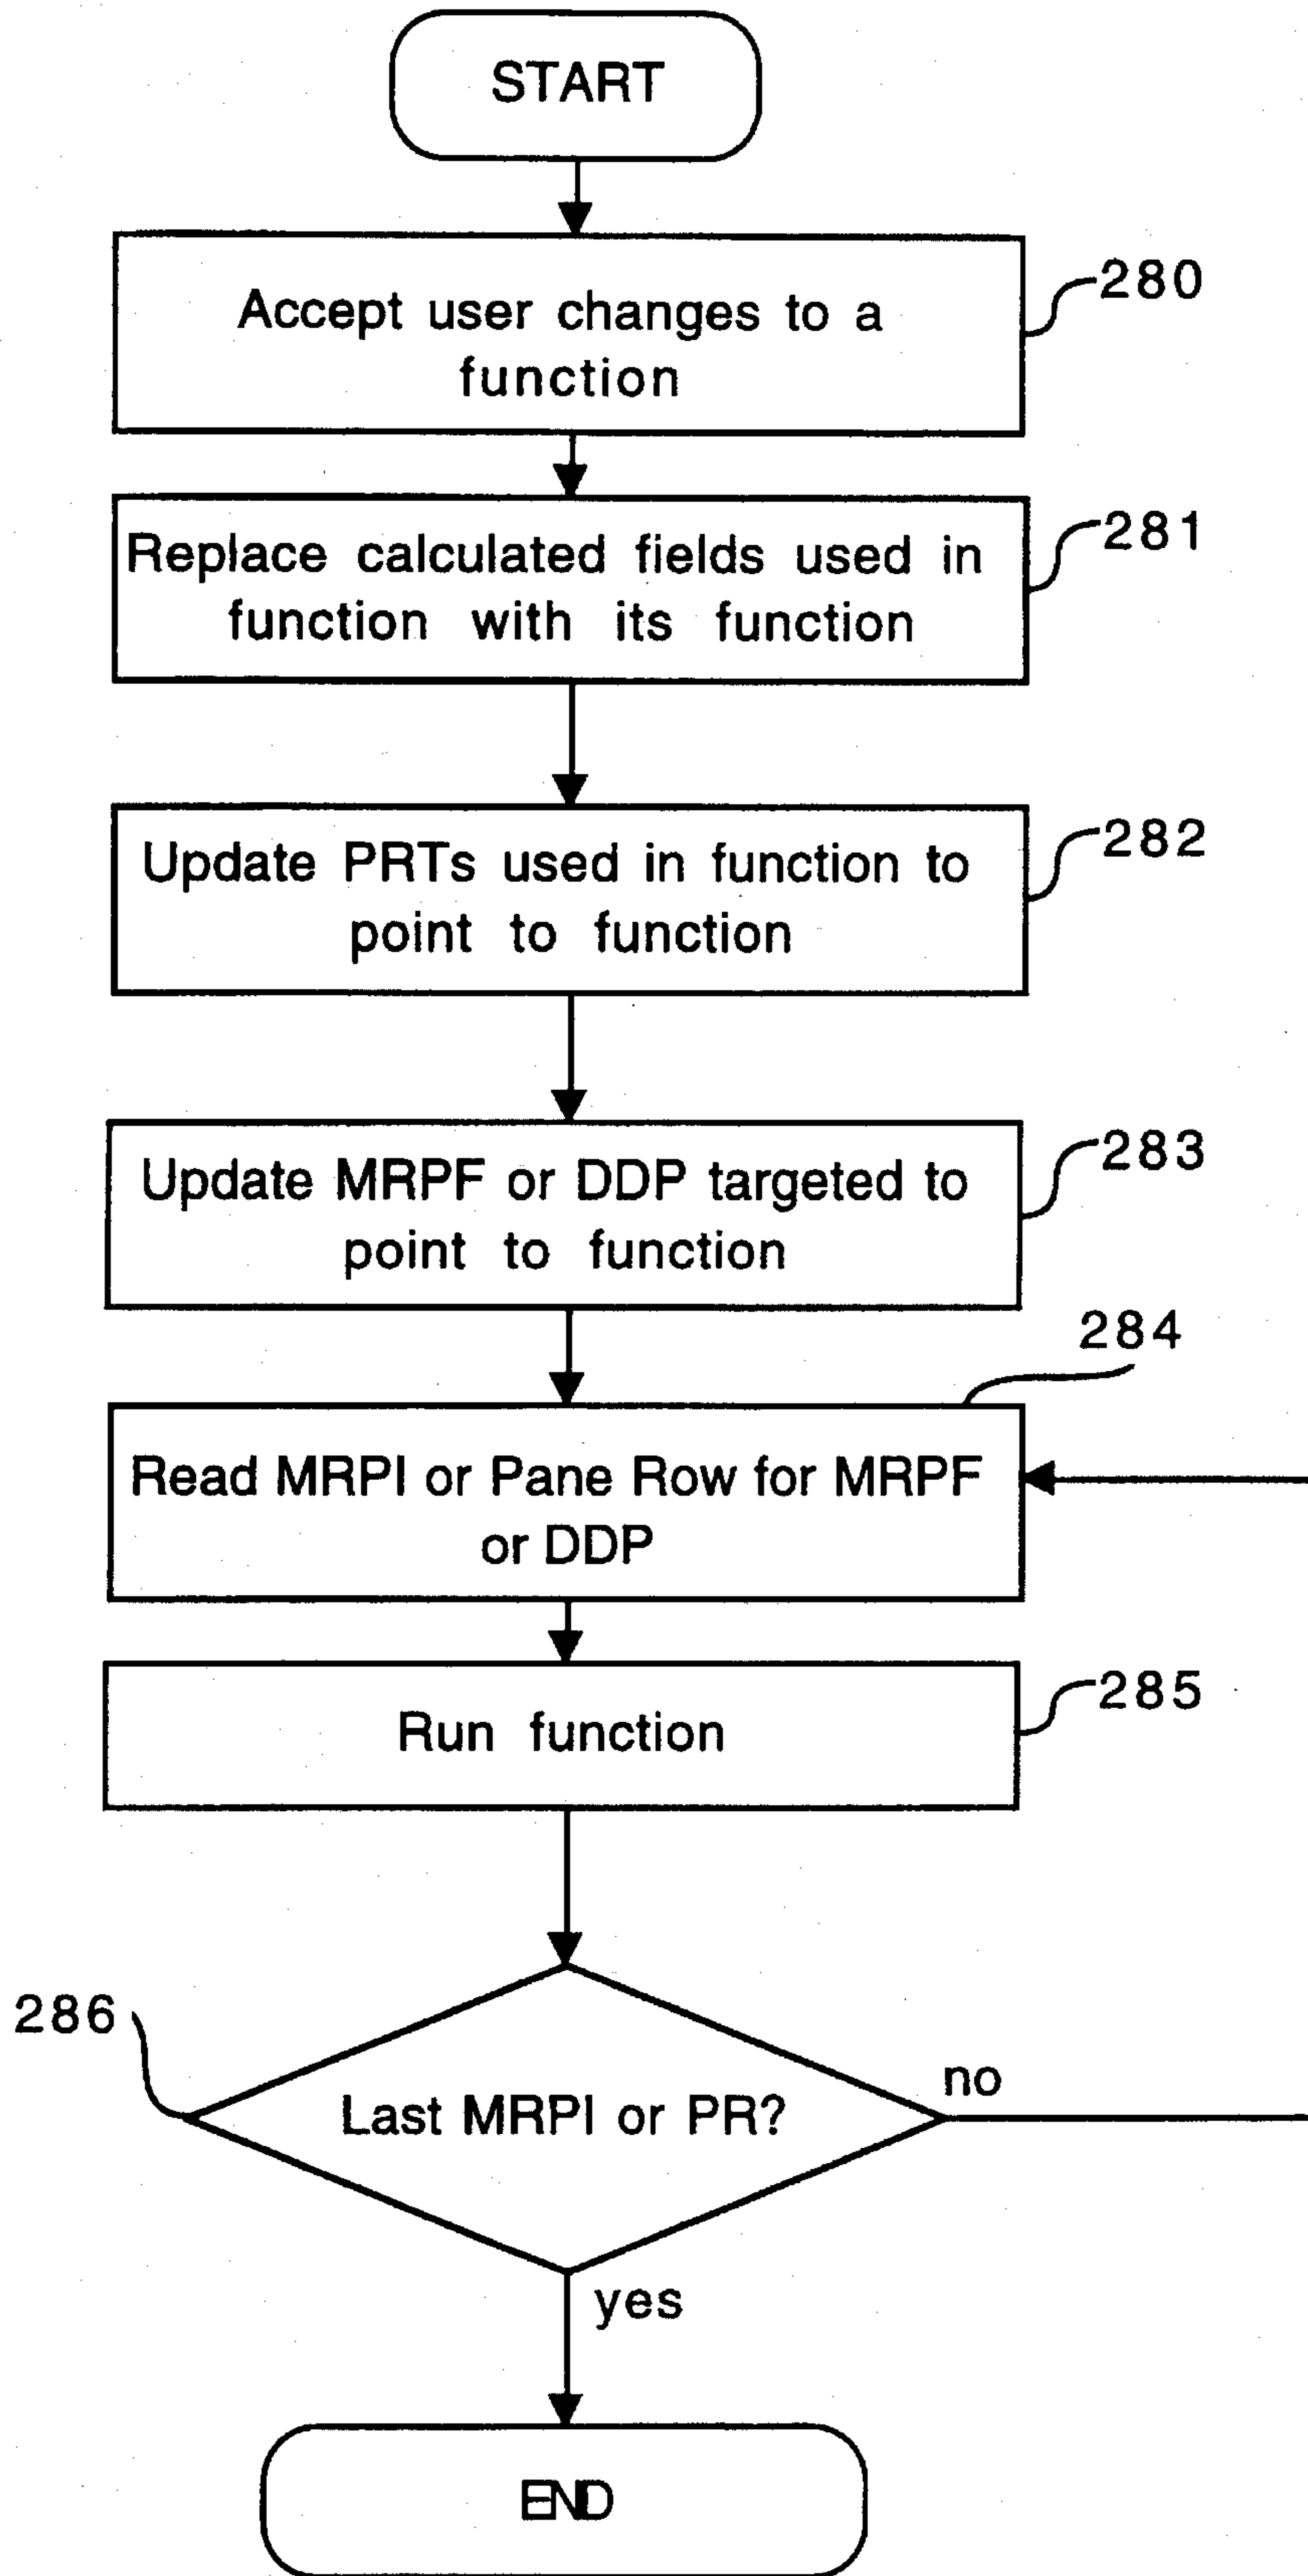 START
Accept user changes to a
function
280
Replace calculated fields used in
function with its function
281
Update PRTs used in function to
point to function
282
Update MRPF or DDP targeted to
point to function
283
284
Read MRPI or Pane Row for MRPF
or DDP
Run function
285
286
Last MRPI or PR?
no
yes
END